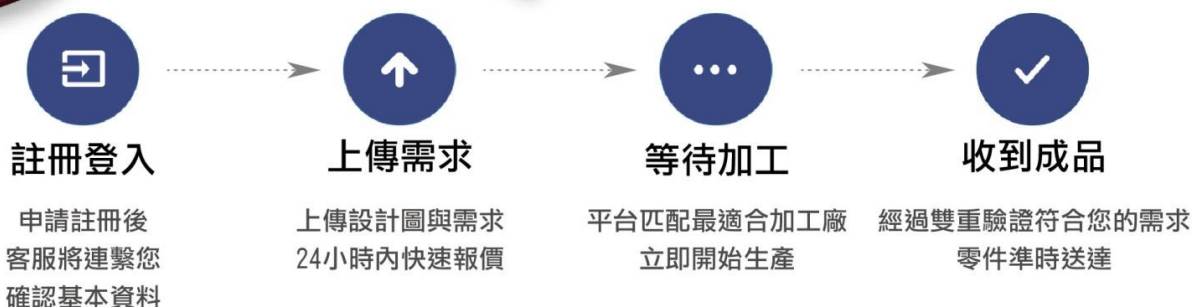 註冊登入
申請註冊後
客服將連繫您
確認基本資料
上傳需求
上傳設計圖與需求
24小時內快速報價
等待加工
平台匹配最適合加工廠
立即開始生產
收到成品
經過雙重驗證符合您的需求
零件準時送達